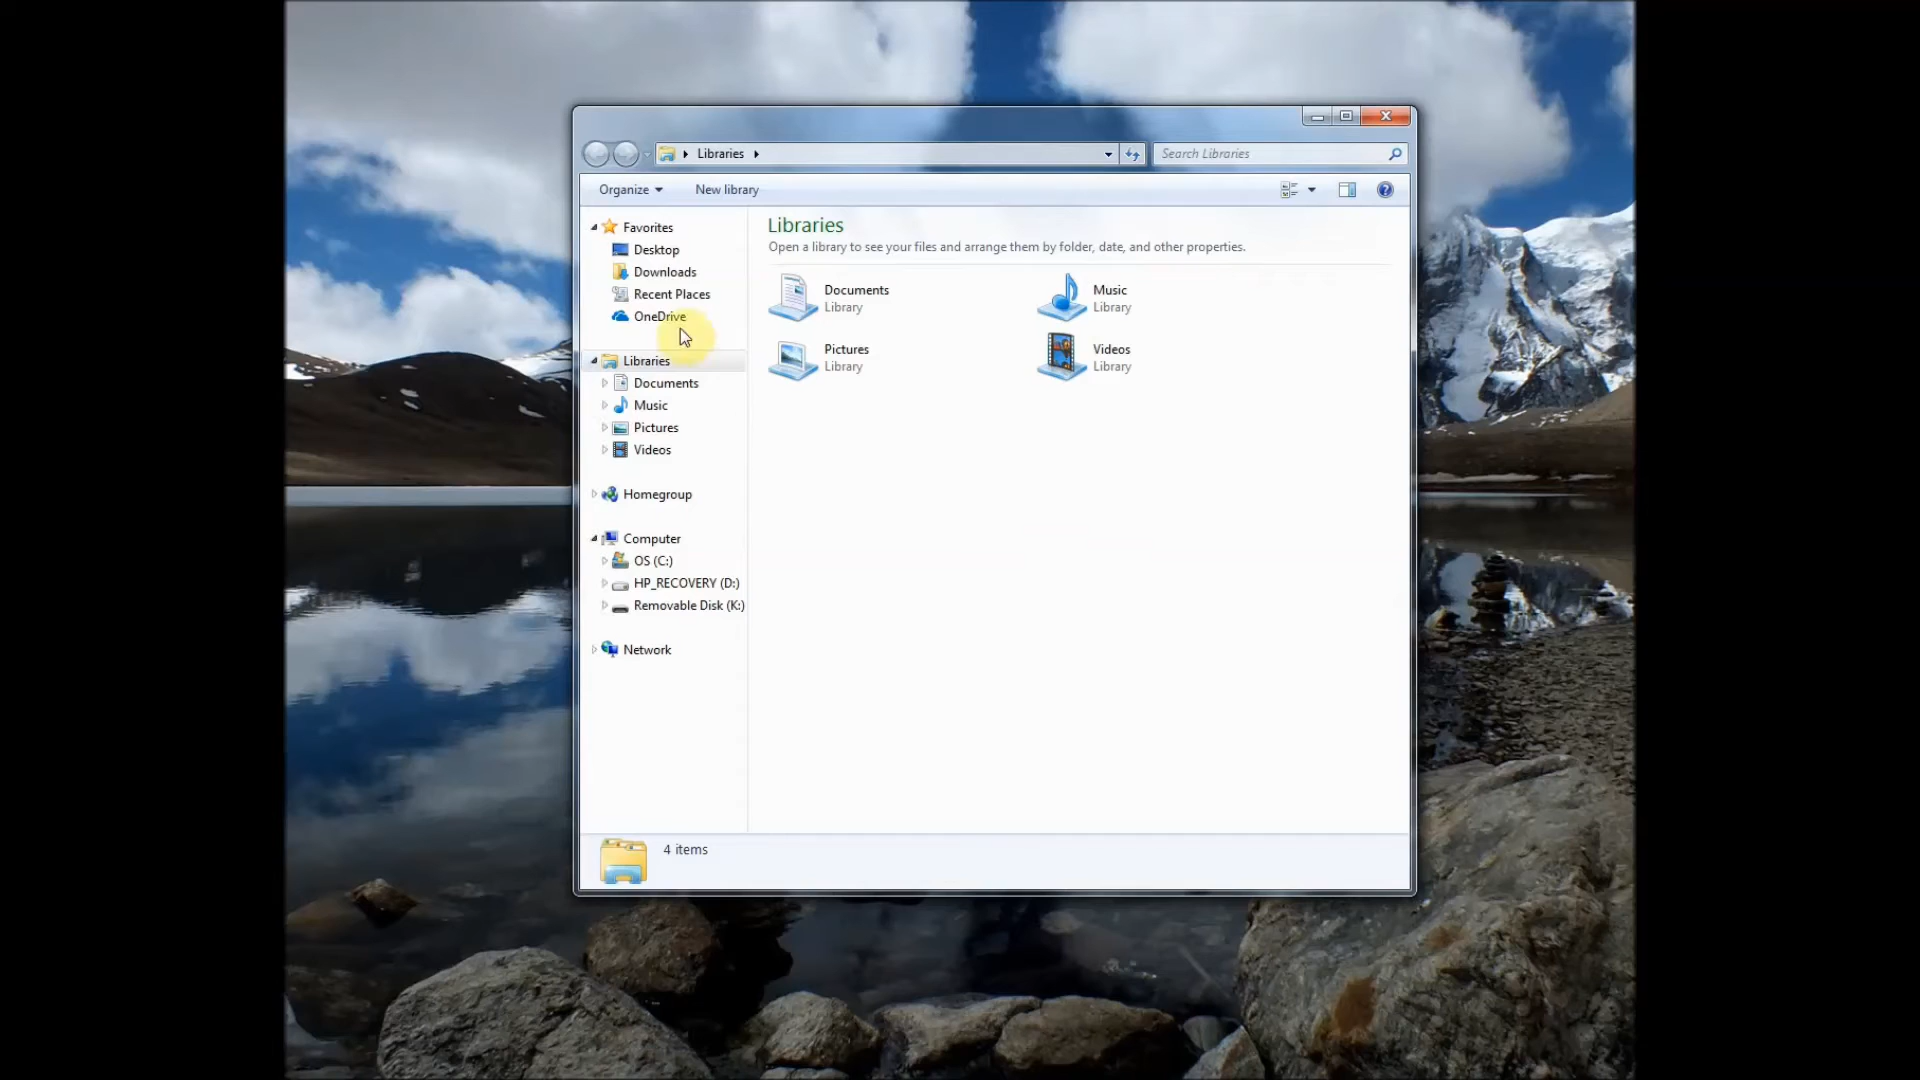 Libraries
Search Libraries
Organize
New library
Favorites
Desktop
Downloads
Recent Places
OneDrive
Libraries
Documents
Music
Pictures
Videos
Homegroup
Computer
OS (C:)
HP_RECOVERY (D:)
Removable Disk (K:)
Network
Libraries
Open a library to see your files and arrange them by folder, date, and other properties.
Documents
Library
Music
Library
Pictures
Library
Videos
Library
4 items